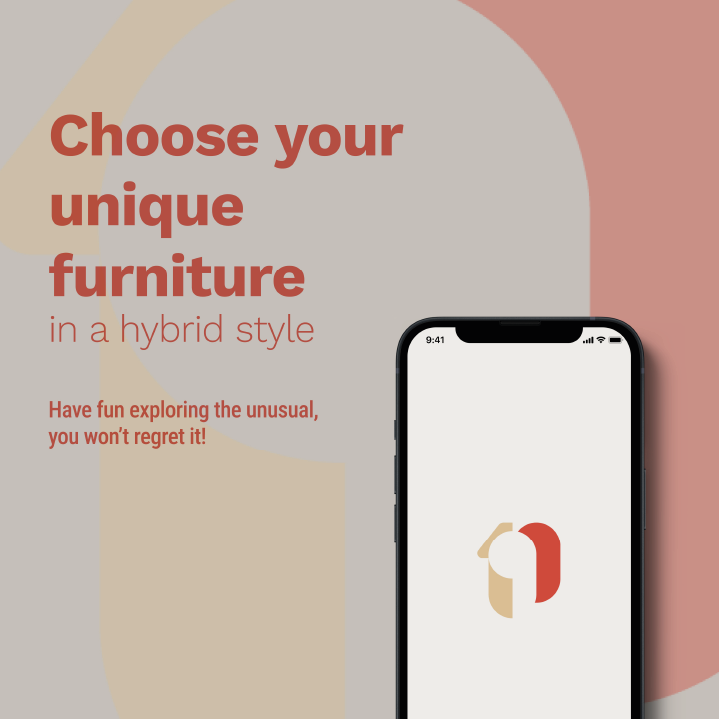 Choose your
unique
furniture
in a hybrid style
Have fun exploring the unusual,
you won’t regret it!
9:41